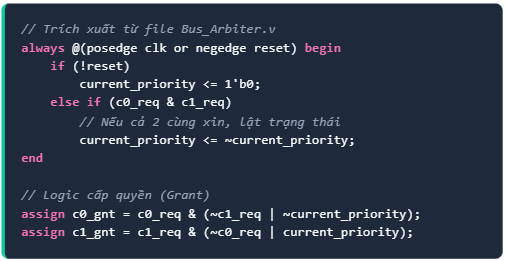 // Trích xuất từ file Bus_Arbiter.v
always @(posedge clk or negedge reset) begin
    if (!reset)
        current_priority <= 1'b0;
    else if (c0_req & c1_req)
        // Nếu cả 2 cùng xin, lật trạng thái
        current_priority <= ~current_priority;
end

// Logic cấp quyền (Grant)
assign c0_gnt = c0_req & (~c1_req | ~current_priority);
assign c1_gnt = c1_req & (~c0_req | current_priority);